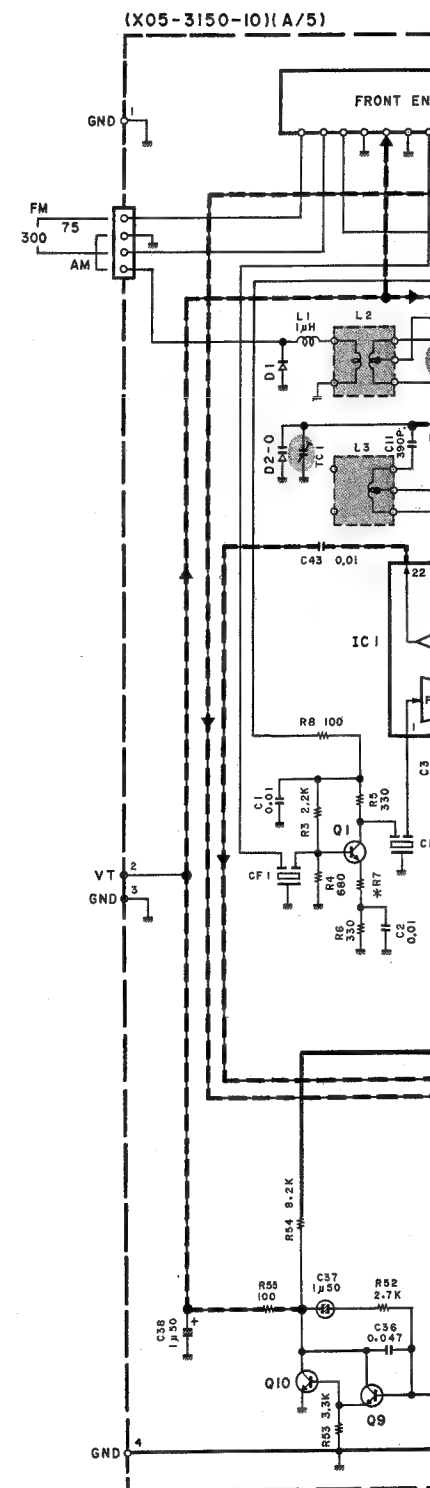 (X05-3150-10)(A/5)
FRONT EN
GND 1
FM
75
300
AM
L1
1μH
L2
D1
D2-0
TC1
L3
C11
390P
C43 0.01
22
IC1
1
C3
R8 100
C1
0.01
R3 2.2K
R5
330
Q1
CF1
R4
680
*R7
R6
330
C2
0.01
VT 2
GND 3
R54 8.2K
R55
100
C37
1μ50
R52
2.7K
C38
1μ50
+
C36
0.047
Q10
R53 3.3K
Q9
GND 4